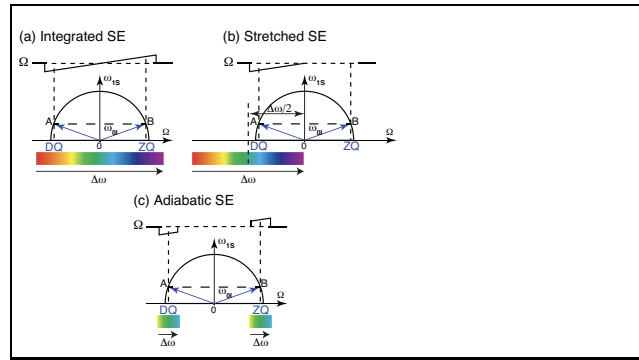 (a) Integrated SE
(b) Stretched SE
Ω
Ω
ω1S
ω1S
Δω/2
A
B
A
B
ω0I
Ω
ω0I
Ω
DQ
0
ZQ
DQ
0
ZQ
Δω
Δω
(c) Adiabatic SE
Ω
ω1S
A
B
ω0I
Ω
DQ
0
ZQ
Δω
Δω